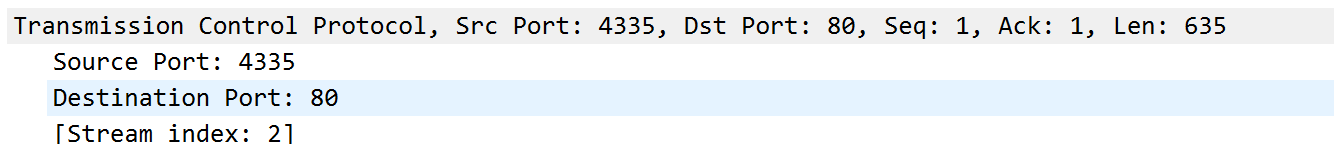 Transmission Control Protocol, Src Port: 4335, Dst Port: 80, Seq: 1, Ack: 1, Len: 635
Source Port: 4335
Destination Port: 80
[Stream index: 2]